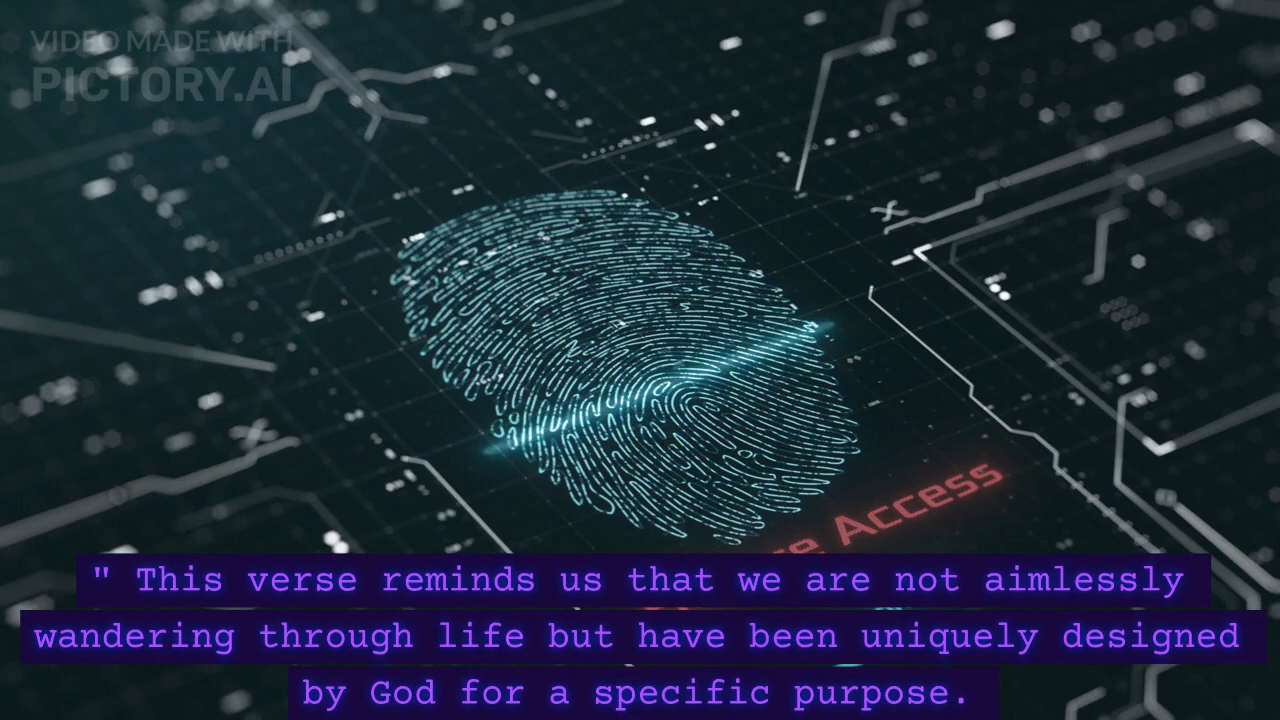 VIDEO MADE WITH
PICTORY.AI
Access
" This verse reminds us that we are not aimlessly
wandering through life but have been uniquely designed
by God for a specific purpose.